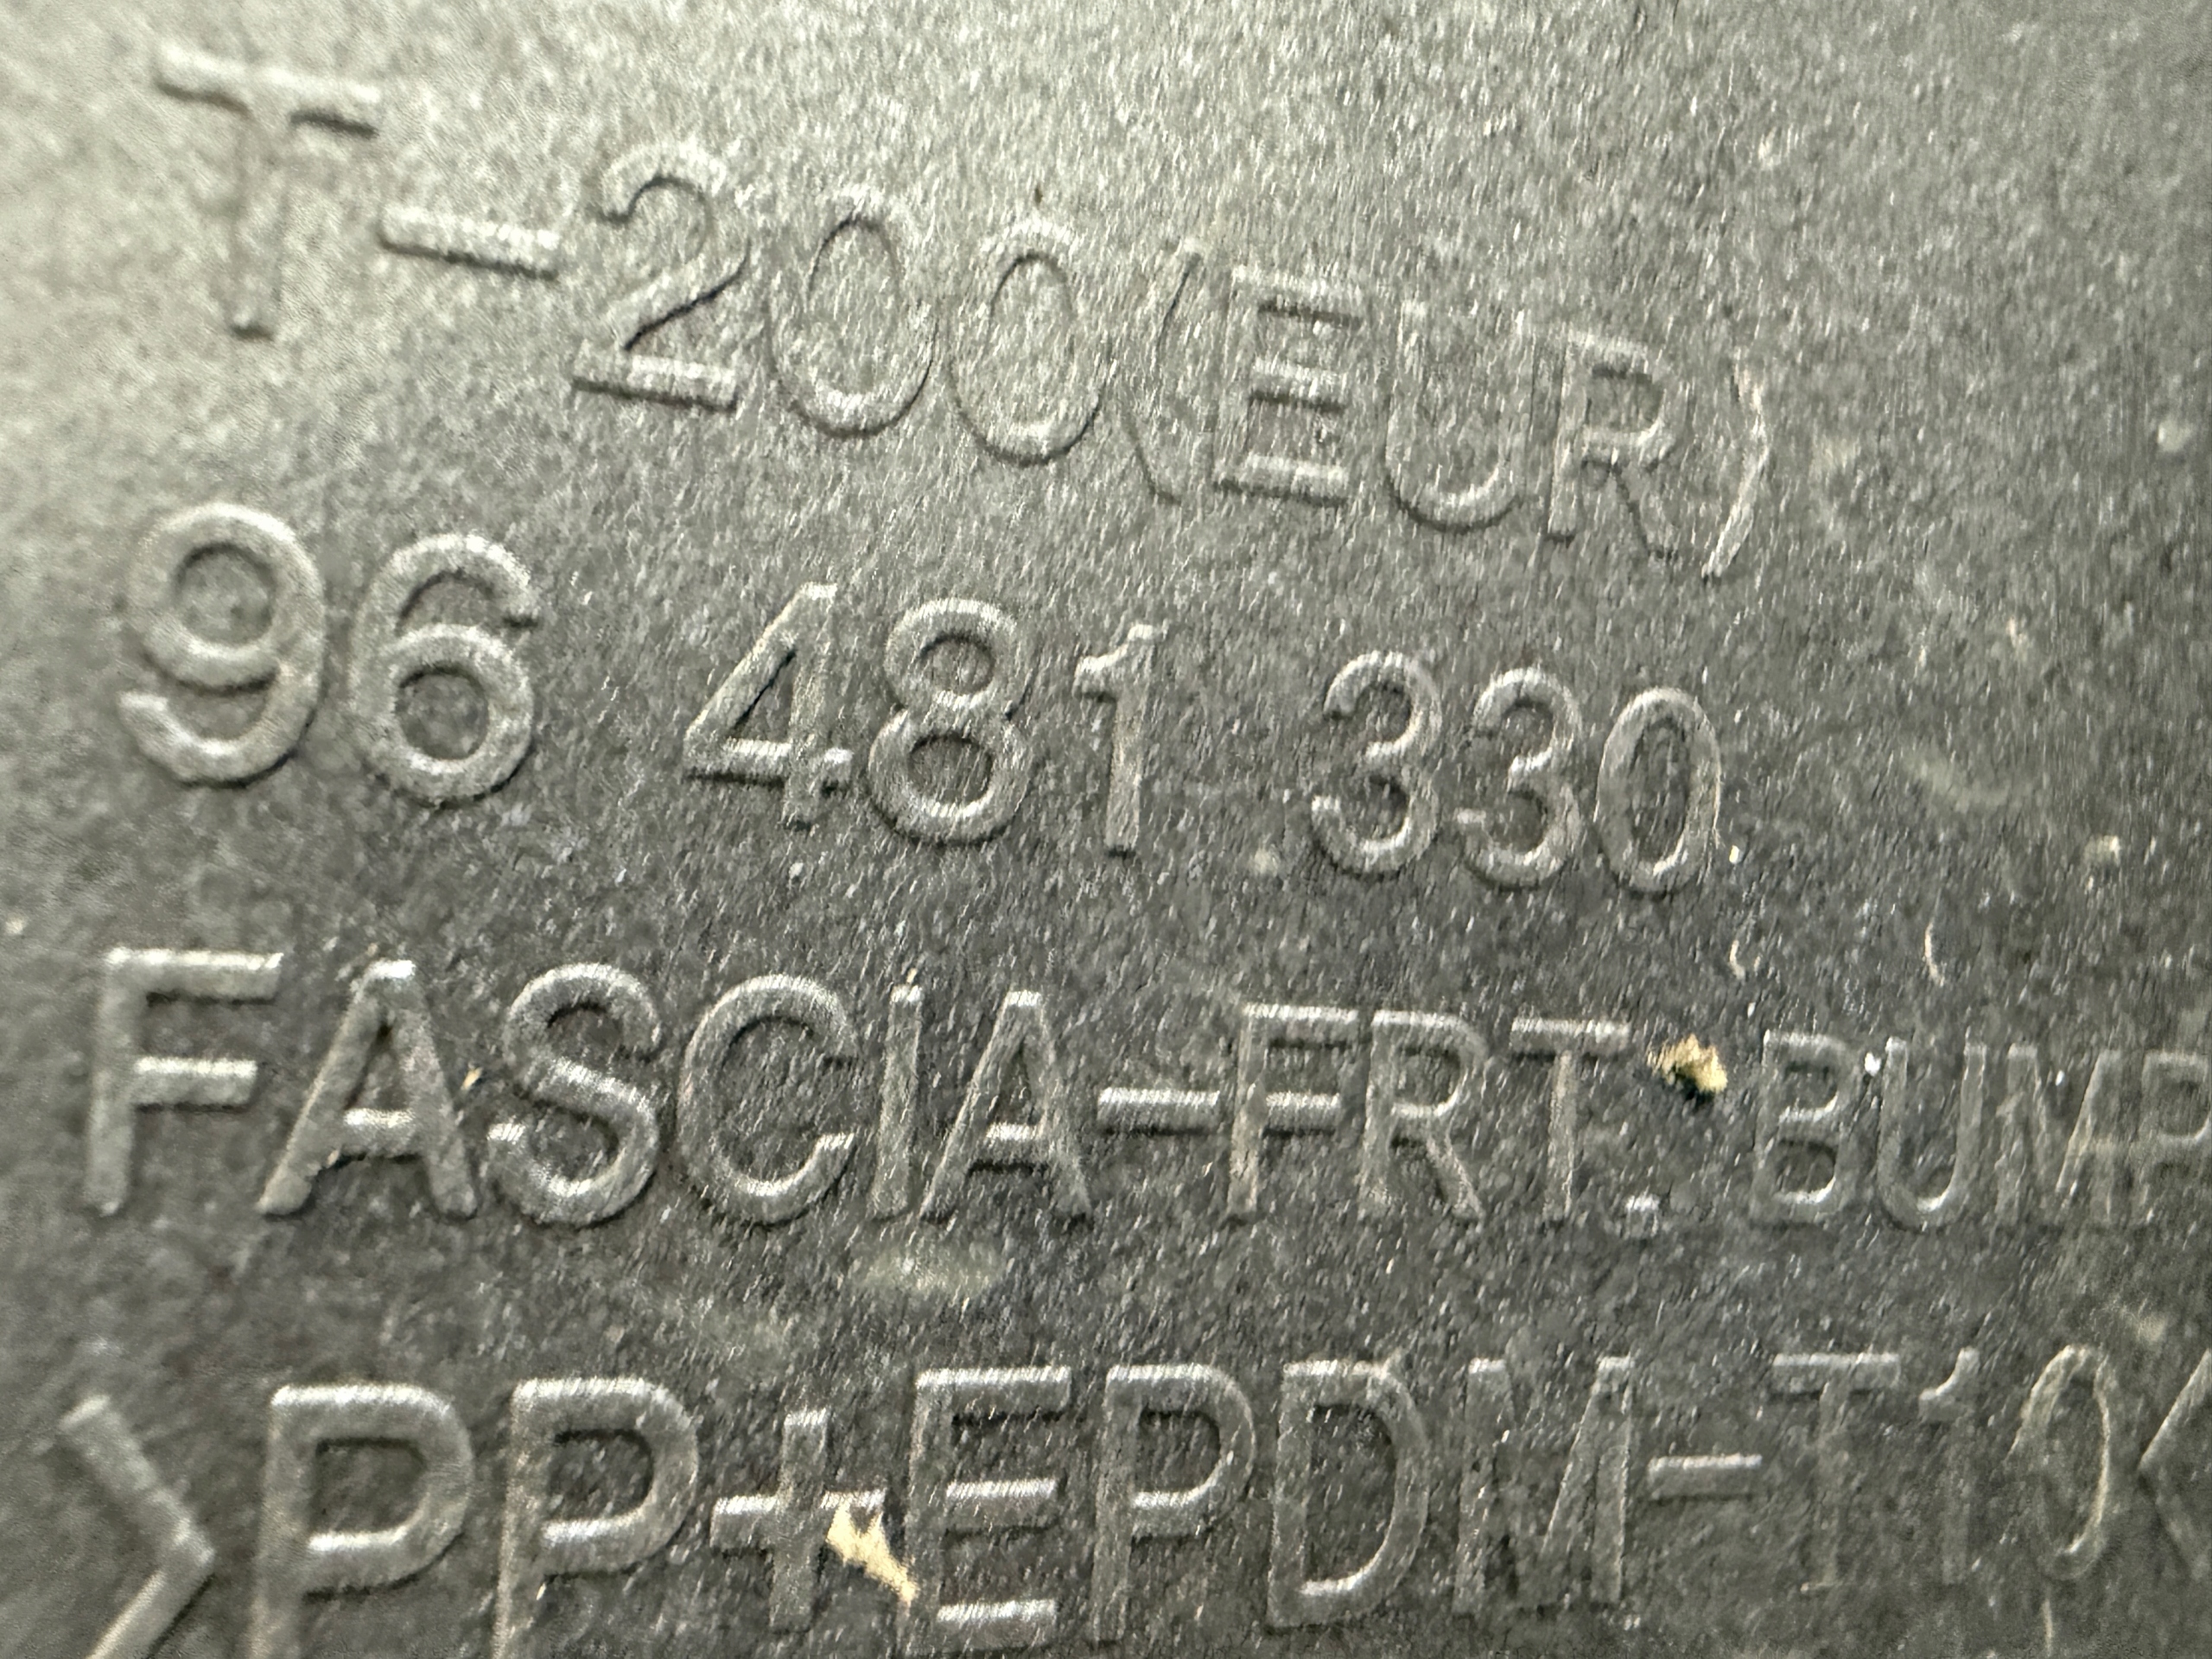 T-200(EUR)
96 481 330
FASCIA-FRT. BUMP
>PP+EPDM-T10<